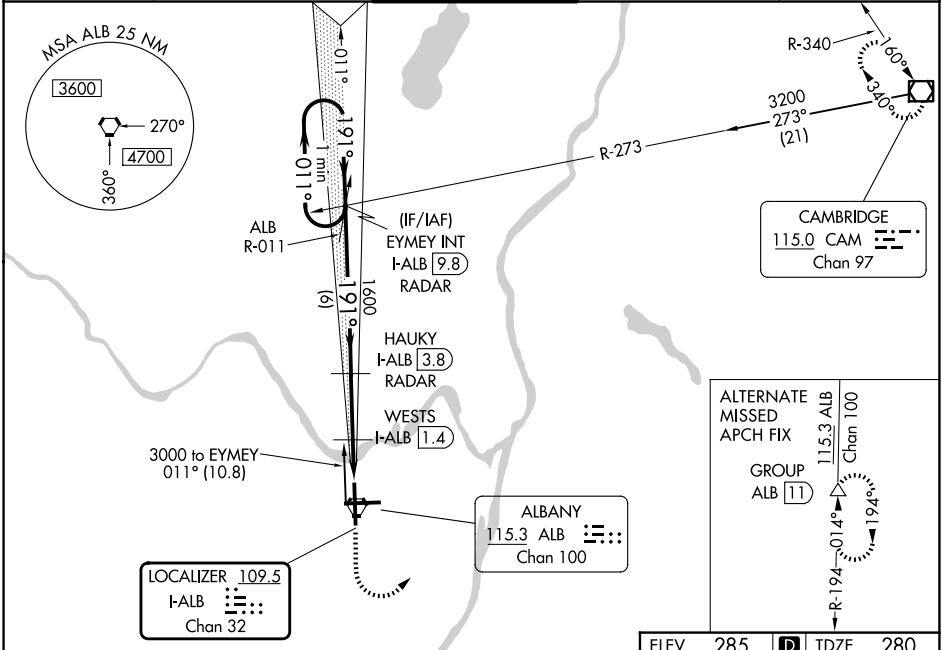 MSA ALB 25 NM
3600
270°
4700
360°
011°
191°
1 min
011°
ALB
R-011
(IF/IAF)
EYMEY INT
I-ALB 9.8
RADAR
R-340
160°
340°
3200
273°
(21)
R-273
CAMBRIDGE
115.0 CAM
Chan 97
1600
191°
(6)
HAUKY
I-ALB 3.8
RADAR
WESTS
I-ALB 1.4
3000 to EYMEY
011° (10.8)
ALBANY
115.3 ALB
Chan 100
LOCALIZER 109.5
I-ALB
Chan 32
ALTERNATE
MISSED
APCH FIX
115.3 ALB
Chan 100
GROUP
ALB 11
014°
194°
R-194
ELEV 285 D TDZE 280